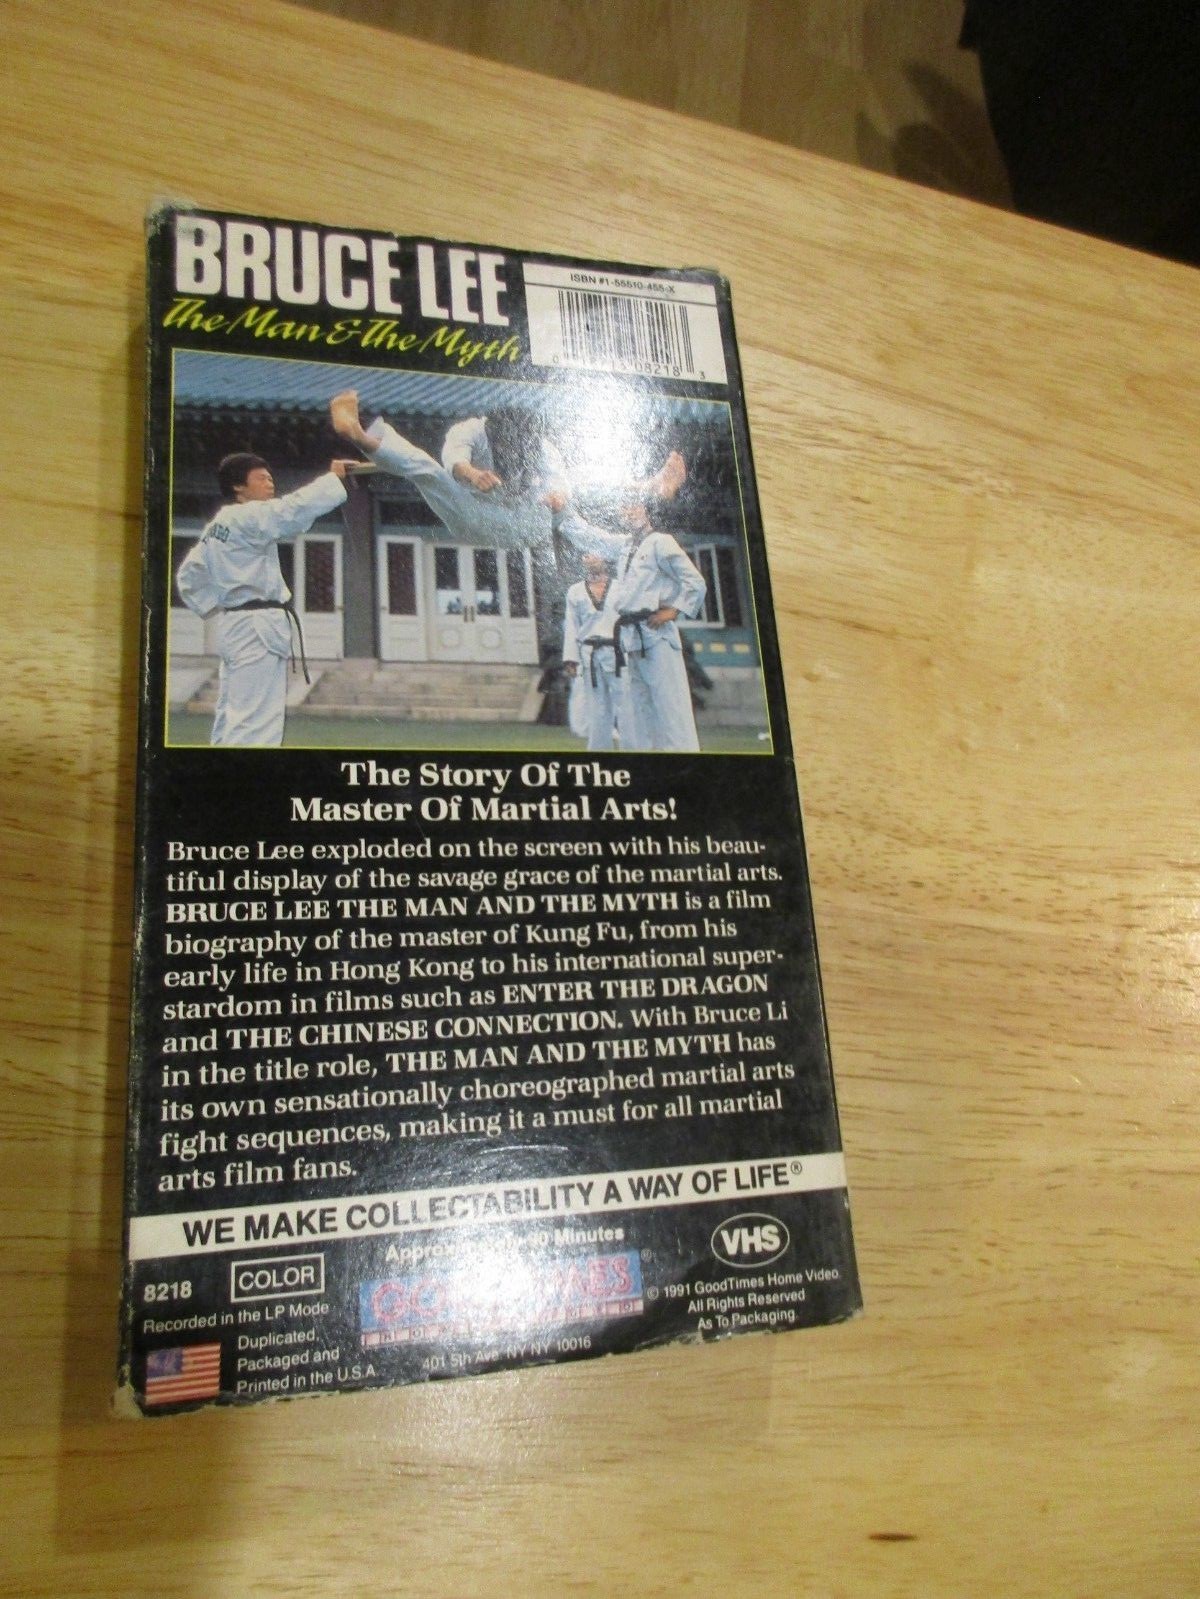 BRUCE LEE
The Man & The Myth
ISBN #1-55510-455-X
08218 3
The Story Of The
Master Of Martial Arts!
Bruce Lee exploded on the screen with his beau-
tiful display of the savage grace of the martial arts.
BRUCE LEE THE MAN AND THE MYTH is a film
biography of the master of Kung Fu, from his
early life in Hong Kong to his international super-
stardom in films such as ENTER THE DRAGON
and THE CHINESE CONNECTION. With Bruce Li
in the title role, THE MAN AND THE MYTH has
its own sensationally choreographed martial arts
fight sequences, making it a must for all martial
arts film fans.
WE MAKE COLLECTABILITY A WAY OF LIFE®
Minutes
VHS
8218
COLOR
© 1991 GoodTimes Home Video.
All Rights Reserved
As To Packaging.
Recorded in the LP Mode
Duplicated,
Packaged and
Printed in the U.S.A.
401 5th Ave. NY NY 10016